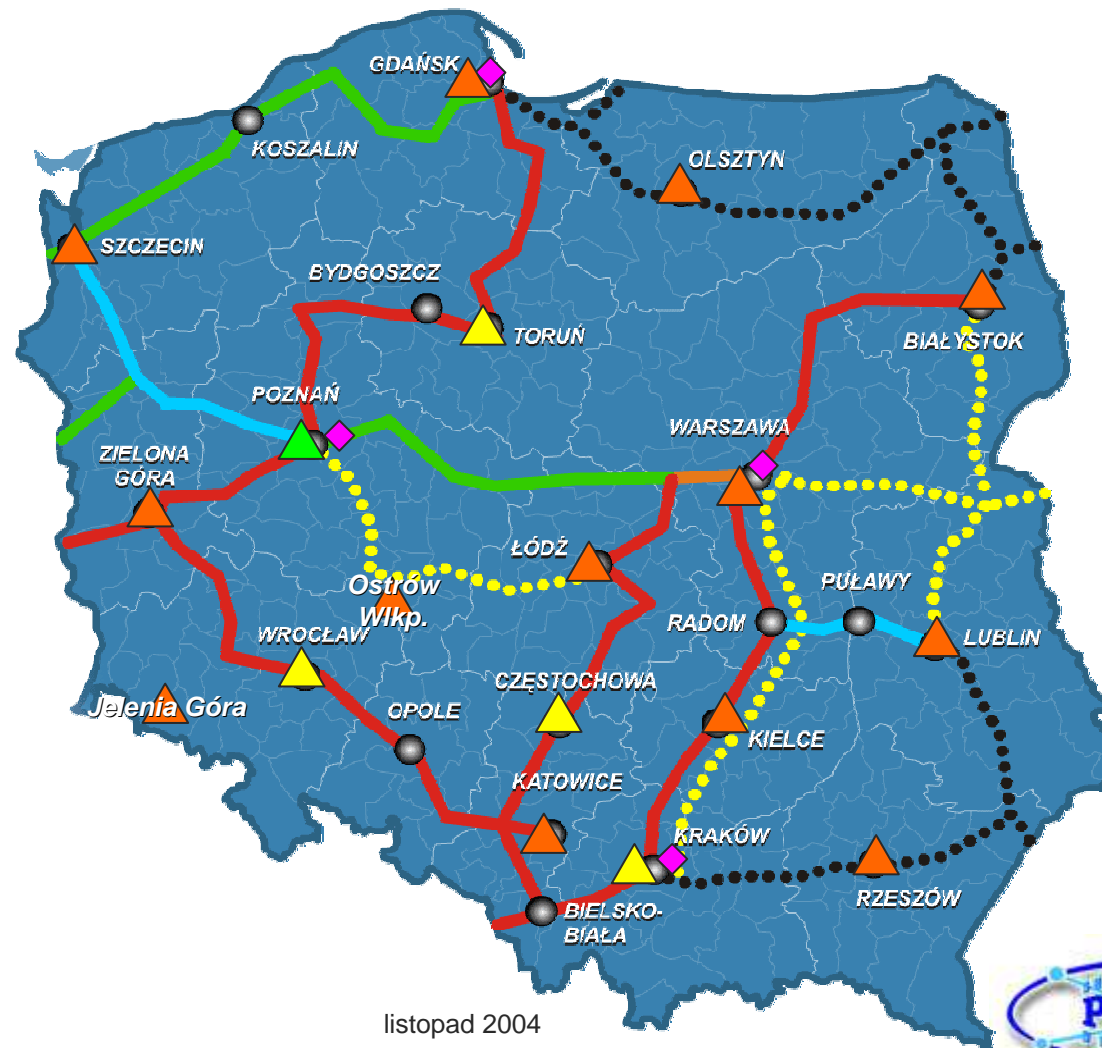 GDAŃSK
KOSZALIN
OLSZTYN
SZCZECIN
BYDGOSZCZ
TORUŃ
BIAŁYSTOK
POZNAŃ
WARSZAWA
ZIELONA
GÓRA
ŁÓDŹ
PUŁAWY
Ostrów
Wlkp.
RADOM
WROCŁAW
LUBLIN
CZĘSTOCHOWA
Jelenia Góra
OPOLE
KIELCE
KATOWICE
KRAKÓW
RZESZÓW
BIELSKO-
BIAŁA
listopad 2004